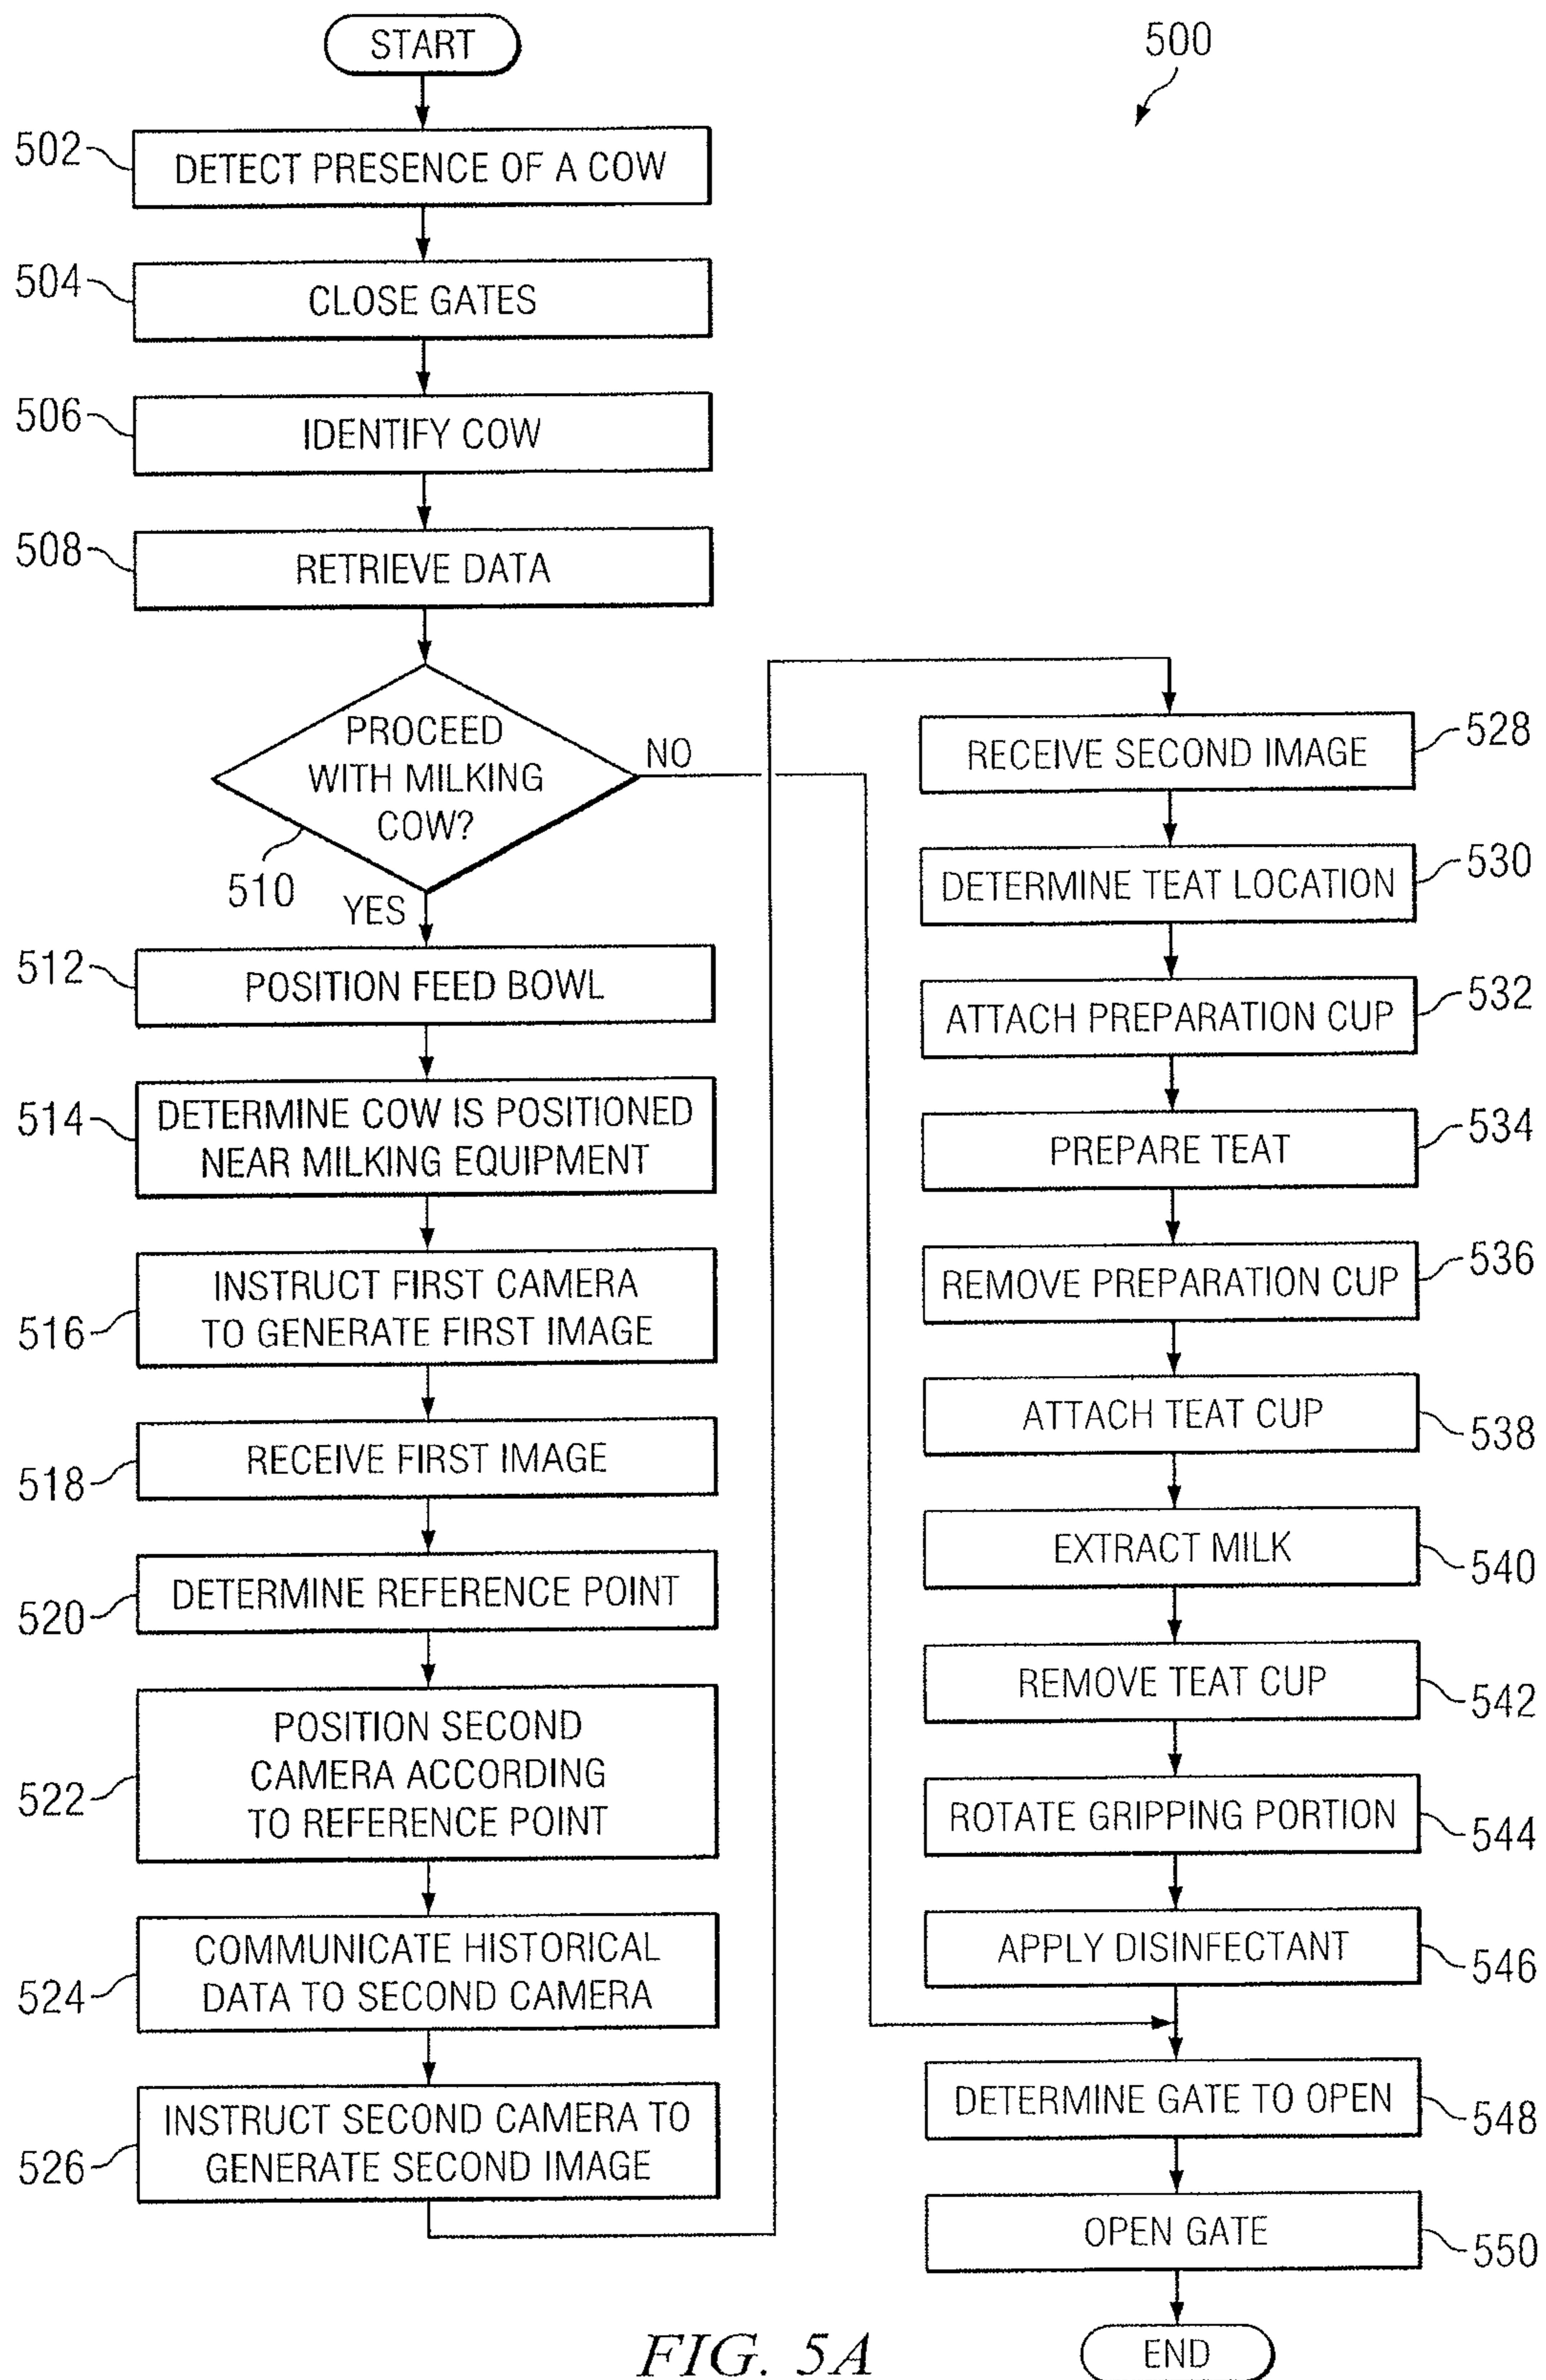 START
500
502
DETECT PRESENCE OF A COW
504
CLOSE GATES
506
IDENTIFY COW
508
RETRIEVE DATA
PROCEED
WITH MILKING
COW?
NO
510
YES
512
POSITION FEED BOWL
514
DETERMINE COW IS POSITIONED
NEAR MILKING EQUIPMENT
516
INSTRUCT FIRST CAMERA
TO GENERATE FIRST IMAGE
518
RECEIVE FIRST IMAGE
520
DETERMINE REFERENCE POINT
522
POSITION SECOND
CAMERA ACCORDING
TO REFERENCE POINT
524
COMMUNICATE HISTORICAL
DATA TO SECOND CAMERA
526
INSTRUCT SECOND CAMERA TO
GENERATE SECOND IMAGE
RECEIVE SECOND IMAGE
528
DETERMINE TEAT LOCATION
530
ATTACH PREPARATION CUP
532
PREPARE TEAT
534
REMOVE PREPARATION CUP
536
ATTACH TEAT CUP
538
EXTRACT MILK
540
REMOVE TEAT CUP
542
ROTATE GRIPPING PORTION
544
APPLY DISINFECTANT
546
DETERMINE GATE TO OPEN
548
OPEN GATE
550
END
FIG. 5A